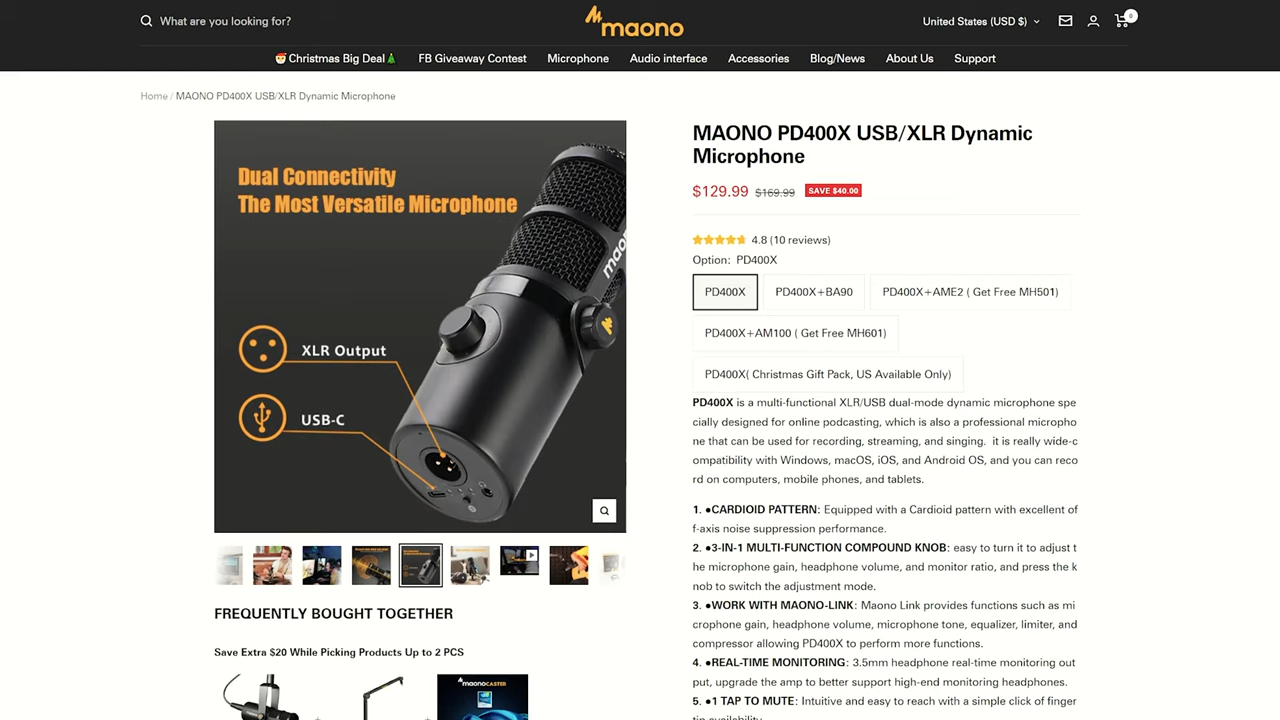 What are you looking for?
maono
United States (USD $)
0
Christmas Big Deal
FB Giveaway Contest
Microphone
Audio interface
Accessories
Blog/News
About Us
Support
Home / MAONO PD400X USB/XLR Dynamic Microphone
Dual Connectivity
The Most Versatile Microphone
maono
XLR Output
USB-C
FREQUENTLY BOUGHT TOGETHER
Save Extra $20 While Picking Products Up to 2 PCS
maonoCASTER
MAONO PD400X USB/XLR Dynamic
Microphone
$129.99 $169.99 SAVE $40.00
4.8 (10 reviews)
Option: PD400X
PD400X
PD400X+BA90
PD400X+AME2 ( Get Free MH501)
PD400X+AM100 ( Get Free MH601)
PD400X( Christmas Gift Pack, US Available Only)
PD400X is a multi-functional XLR/USB dual-mode dynamic microphone spe
cially designed for online podcasting, which is also a professional micropho
ne that can be used for recording, streaming, and singing. it is really wide-c
ompatibility with Windows, macOS, iOS, and Android OS, and you can reco
rd on computers, mobile phones, and tablets.
1. ●CARDIOID PATTERN: Equipped with a Cardioid pattern with excellent of
f-axis noise suppression performance.
2. ●3-IN-1 MULTI-FUNCTION COMPOUND KNOB: easy to turn it to adjust t
he microphone gain, headphone volume, and monitor ratio, and press the k
nob to switch the adjustment mode.
3. ●WORK WITH MAONO-LINK: Maono Link provides functions such as mi
crophone gain, headphone volume, microphone tone, equalizer, limiter, and
compressor allowing PD400X to perform more functions.
4. ●REAL-TIME MONITORING: 3.5mm headphone real-time monitoring out
put, upgrade the amp to better support high-end monitoring headphones.
5. ●1 TAP TO MUTE: Intuitive and easy to reach with a simple click of finger
tip availability.